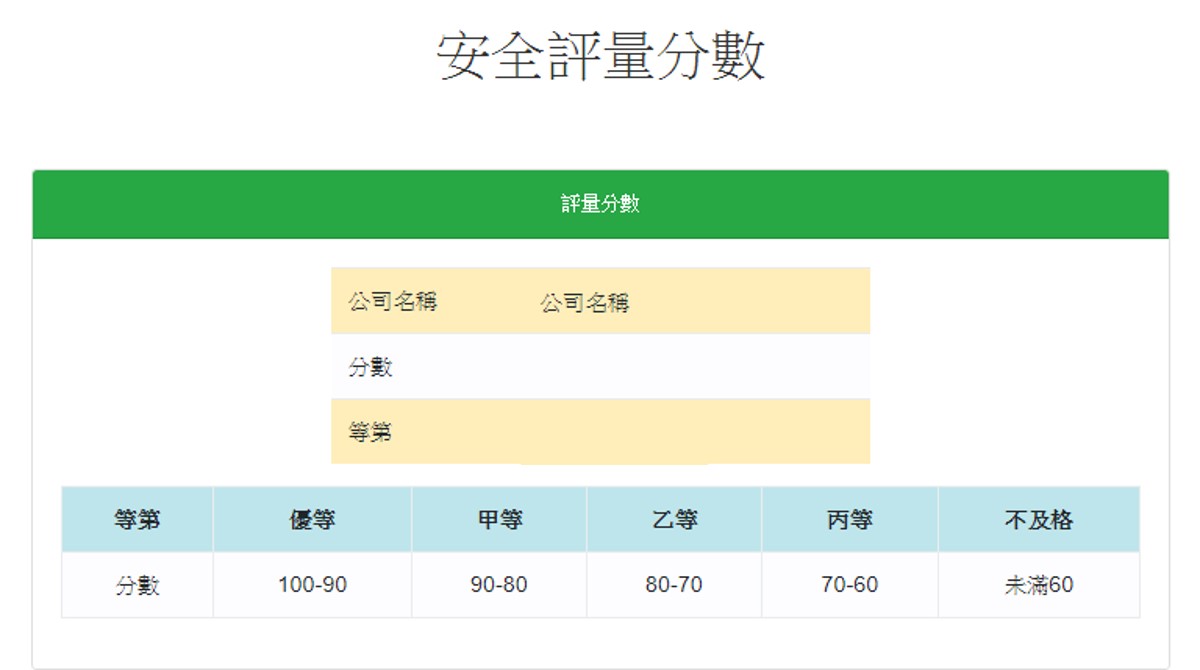 安全評量分數
評量分數
公司名稱 公司名稱
分數
等第
等第 優等 甲等 乙等 丙等 不及格
分數 100-90 90-80 80-70 70-60 未滿60